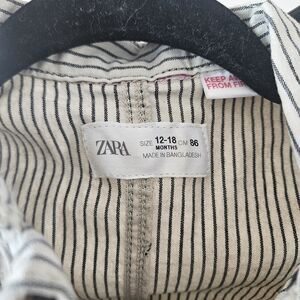 KEEP A
FROM FI
ZARA
SIZE 12-18 CM 86
MONTHS
MADE IN BANGLADESH